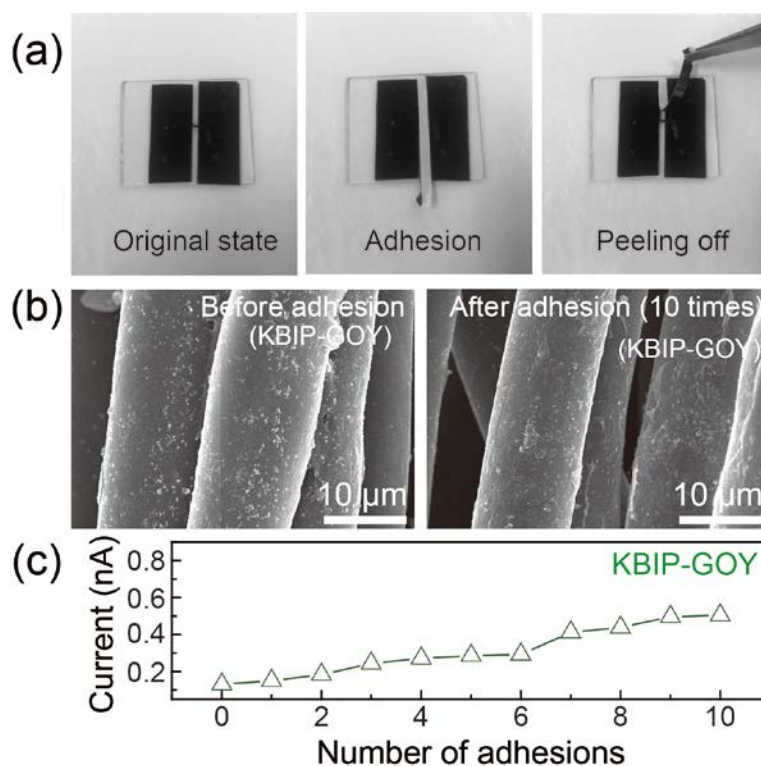 (a)
Original state
Adhesion
Peeling off
(b)
Before adhesion
(KBIP-GOY)
10 µm
After adhesion (10 times)
(KBIP-GOY)
10 µm
(c)
KBIP-GOY
Current (nA)
0.8
0.6
0.4
0.2
0 2 4 6 8 10
Number of adhesions